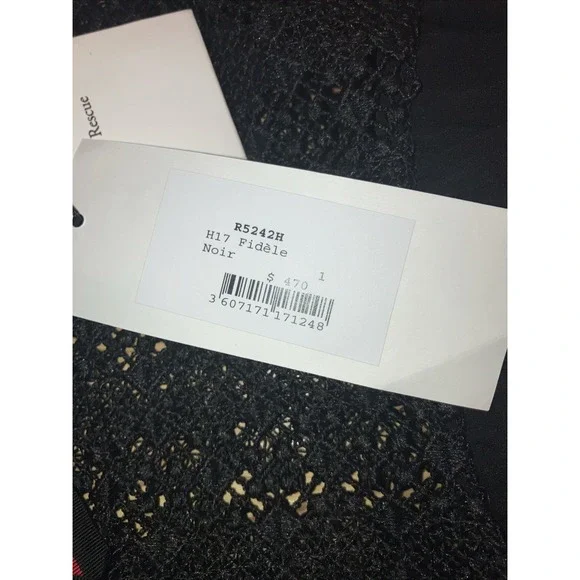 Rescue
R5242H
H17 Fidèle
Noir 1
$ 470
3 607171 171248